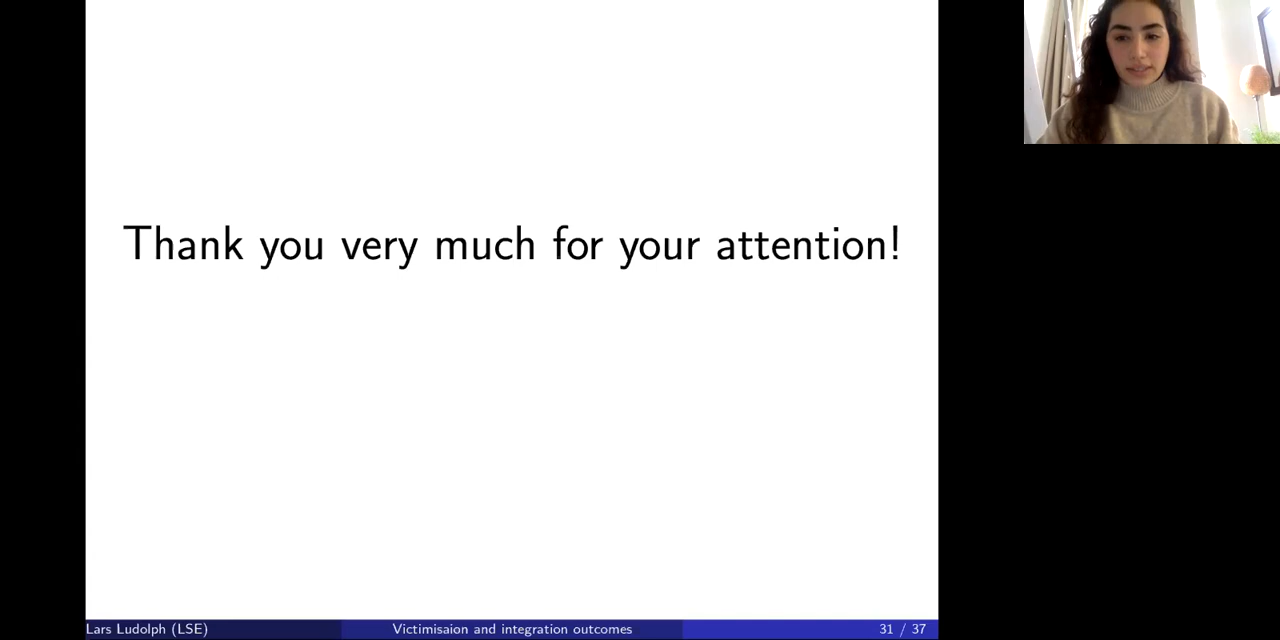 Thank you very much for your attention!
Lars Ludolph (LSE)
Victimisaion and integration outcomes
31 / 37